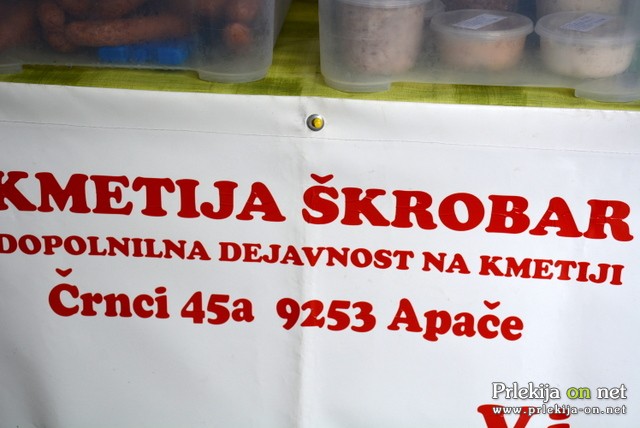 KMETIJA ŠKROBAR
DOPOLNILNA DEJAVNOST NA KMETIJI
Črnci 45a 9253 Apače
Prlekija on net
www.prlekija-on.net